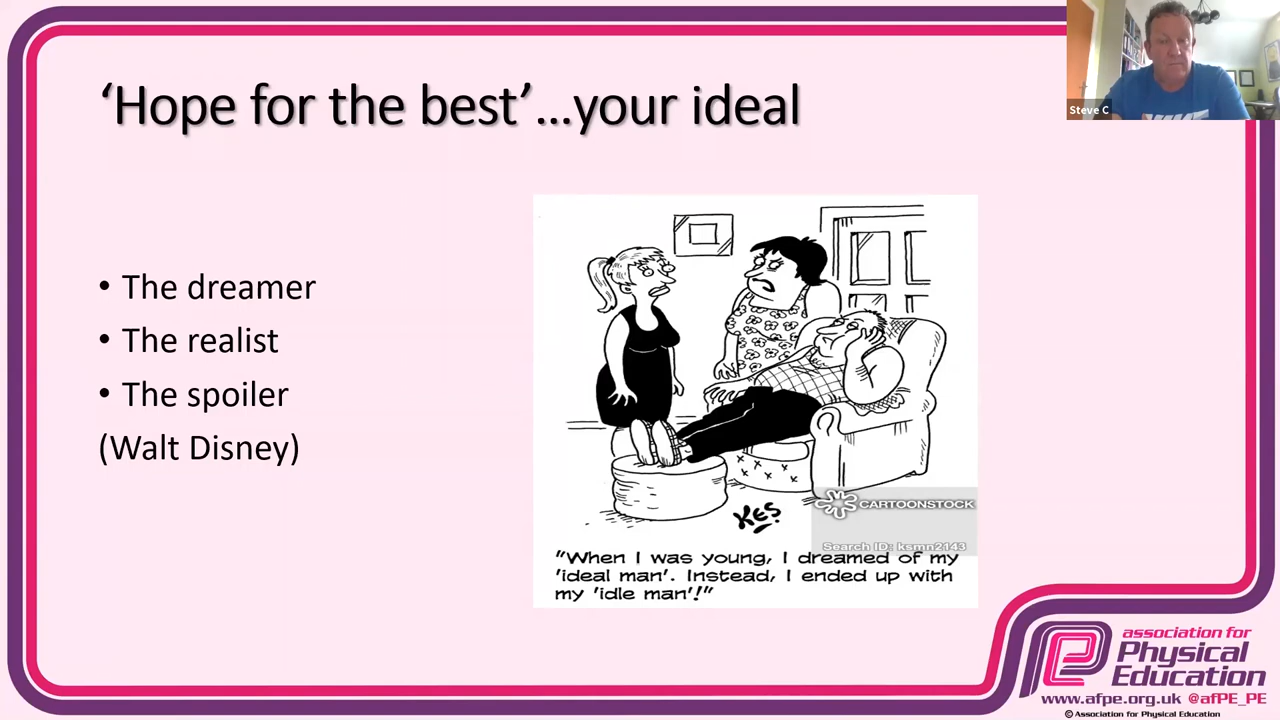 ‘Hope for the best’...your ideal
Steve C
• The dreamer
• The realist
• The spoiler
(Walt Disney)
KES
CARTOONSTOCK
Search ID: ksmn2143
"When I was young, I dreamed of my
'ideal man'. Instead, I ended up with
my 'idle man'!"
association for
Physical
Education
www.afpe.org.uk @afPE_PE
© Association for Physical Education